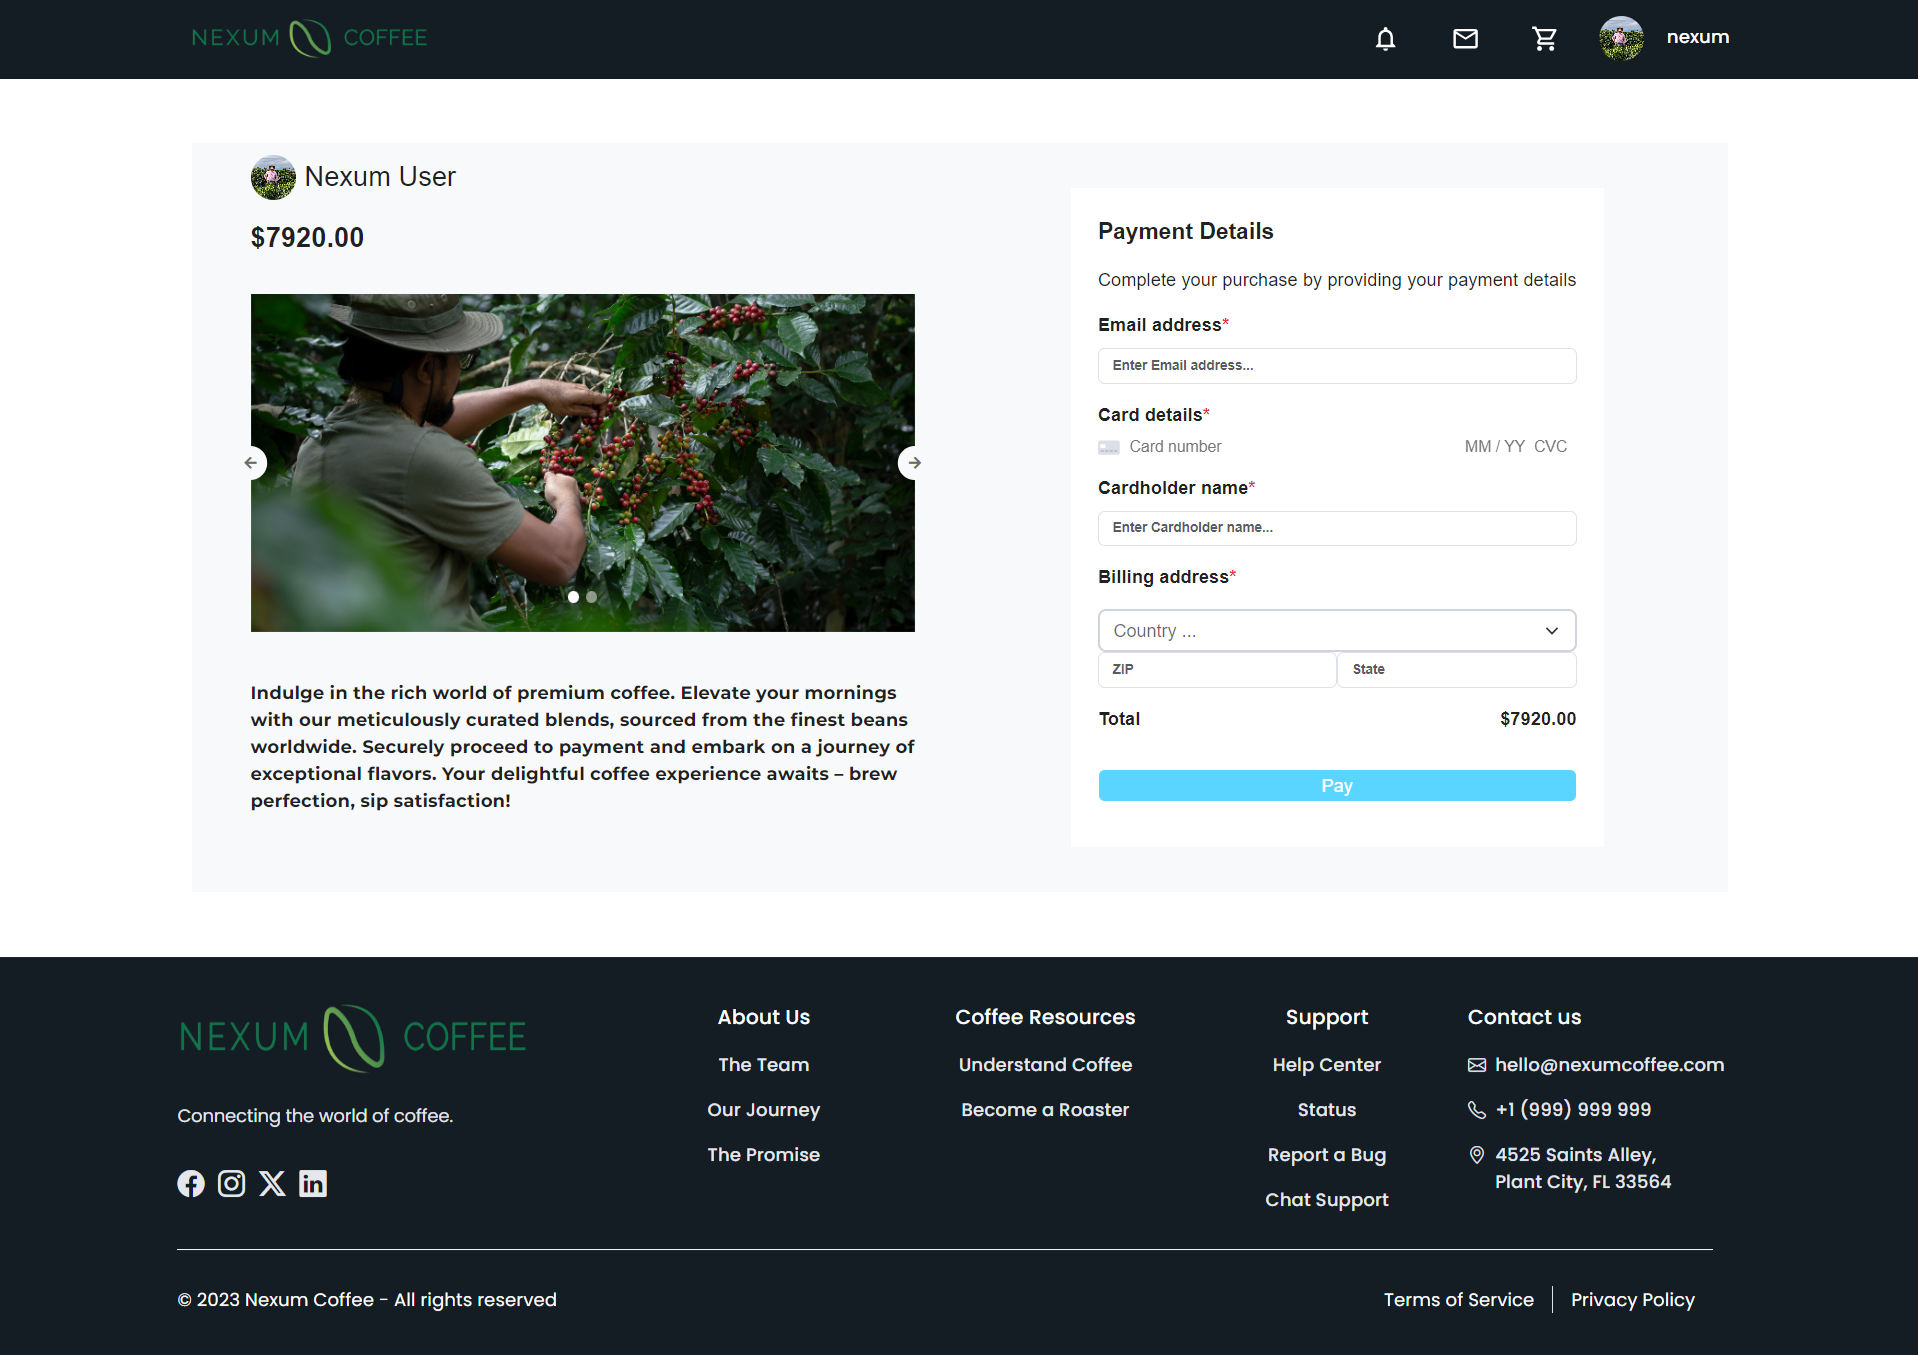 NEXUM COFFEE
nexum
Nexum User
$7920.00
Indulge in the rich world of premium coffee. Elevate your mornings
with our meticulously curated blends, sourced from the finest beans
worldwide. Securely proceed to payment and embark on a journey of
exceptional flavors. Your delightful coffee experience awaits – brew
perfection, sip satisfaction!
Payment Details
Complete your purchase by providing your payment details
Email address*
Enter Email address...
Card details*
Card number MM / YY CVC
Cardholder name*
Enter Cardholder name...
Billing address*
Country ...
ZIP State
Total $7920.00
Pay
NEXUM COFFEE
Connecting the world of coffee.
About Us
The Team
Our Journey
The Promise
Coffee Resources
Understand Coffee
Become a Roaster
Support
Help Center
Status
Report a Bug
Chat Support
Contact us
hello@nexumcoffee.com
+1 (999) 999 999
4525 Saints Alley,
Plant City, FL 33564
© 2023 Nexum Coffee - All rights reserved
Terms of Service
Privacy Policy